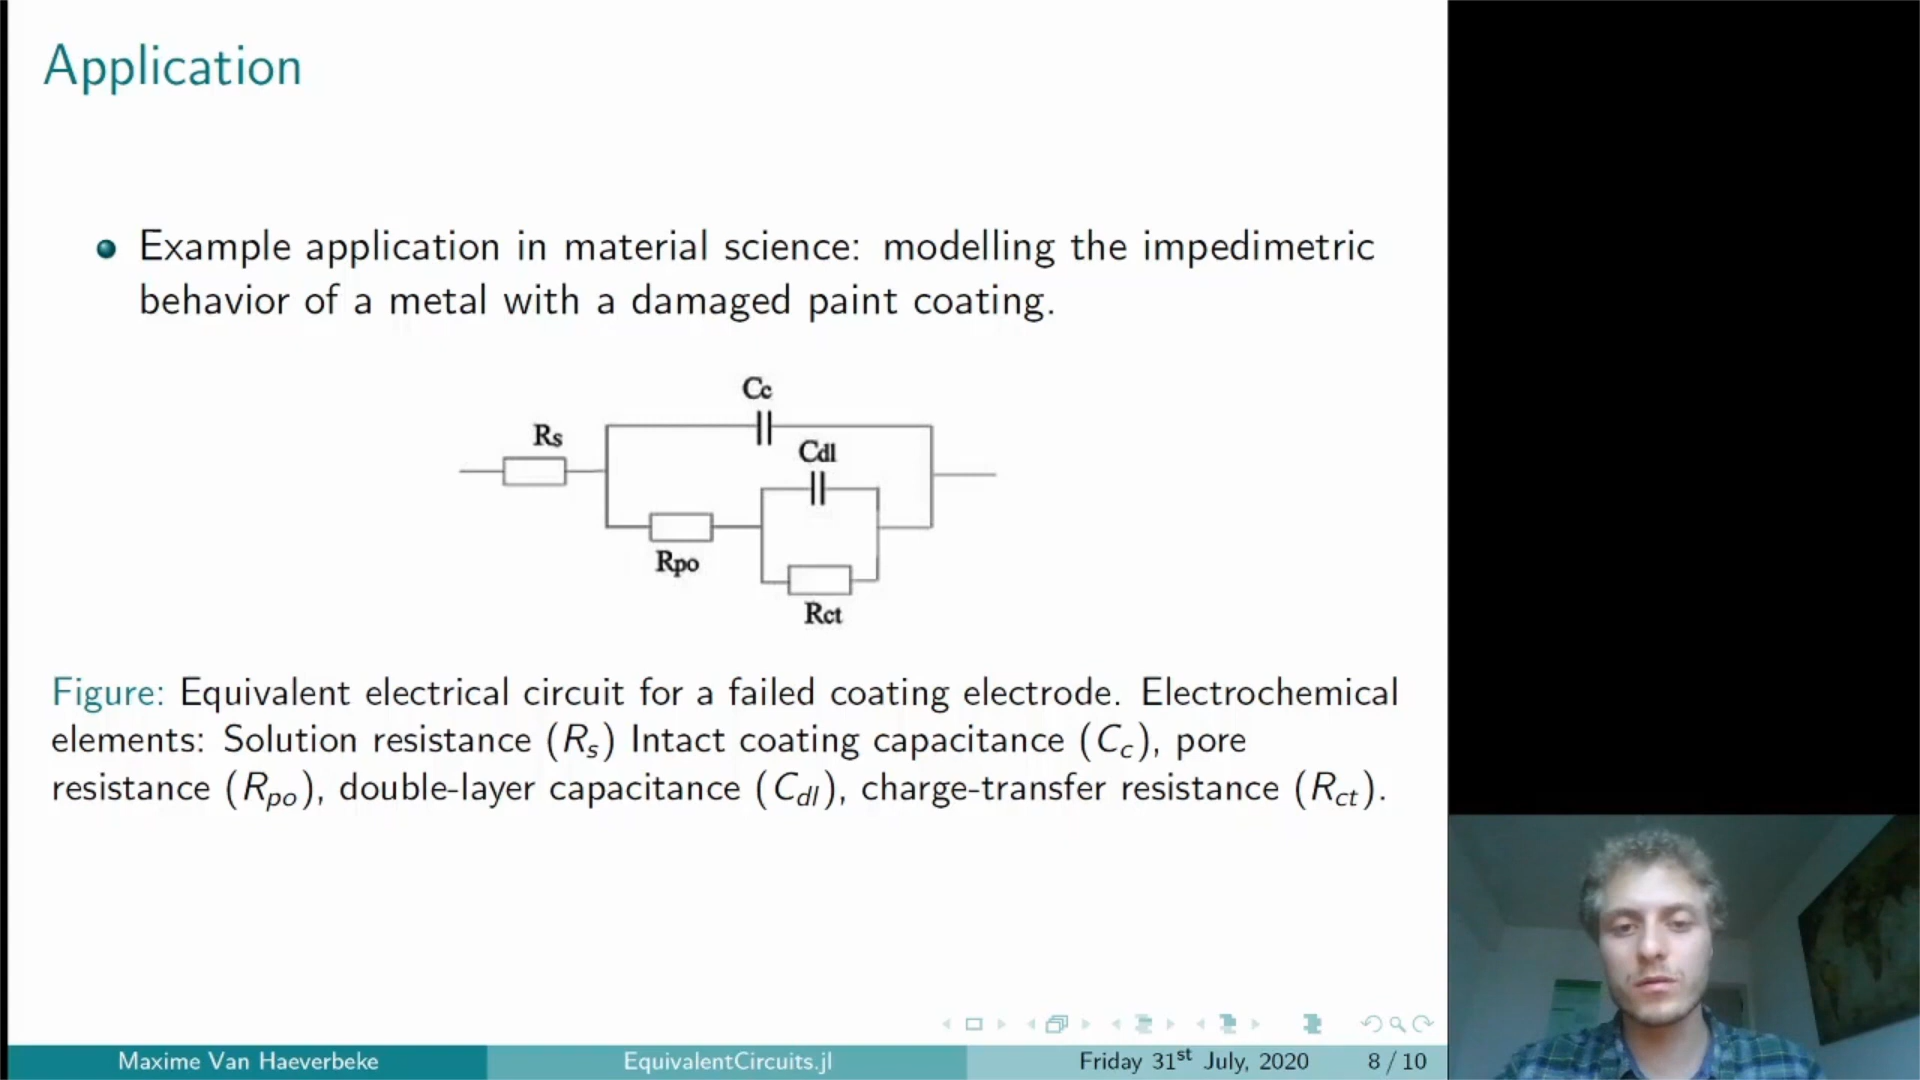 Application
Example application in material science: modelling the impedimetric
behavior of a metal with a damaged paint coating.
Cc
Rs
Cdl
Rpo
Rct
Figure: Equivalent electrical circuit for a failed coating electrode. Electrochemical
elements: Solution resistance (Rs) Intact coating capacitance (Cc), pore
resistance (Rpo), double-layer capacitance (Cdl), charge-transfer resistance (Rct).
Maxime Van Haeverbeke EquivalentCircuits.jl Friday 31st July, 2020 8 / 10